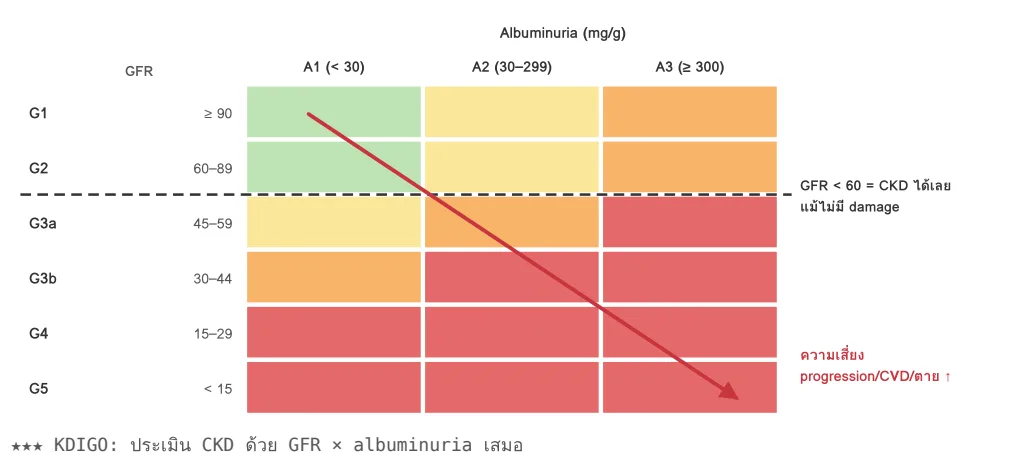 Albuminuria (mg/g)
GFR A1 (< 30) A2 (30–299) A3 (≥ 300)
G1 ≥ 90
G2 60–89
GFR < 60 = CKD ได้เลย
แม้ไม่มี damage
G3a 45–59
G3b 30–44
G4 15–29
ความเสี่ยง
progression/CVD/ตาย ↑
G5 < 15
★★★ KDIGO: ประเมิน CKD ด้วย GFR × albuminuria เสมอ